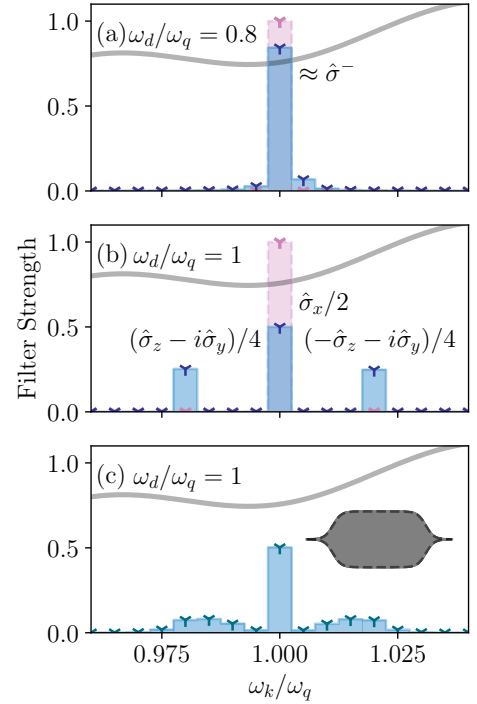 (a) ω_d/ω_q = 0.8
≈ σ̂⁻
1.0
0.5
0.0
(b) ω_d/ω_q = 1
σ̂_x/2
(σ̂_z − iσ̂_y)/4
(−σ̂_z − iσ̂_y)/4
1.0
0.5
0.0
Filter Strength
(c) ω_d/ω_q = 1
1.0
0.5
0.0
0.975
1.000
1.025
ω_k/ω_q